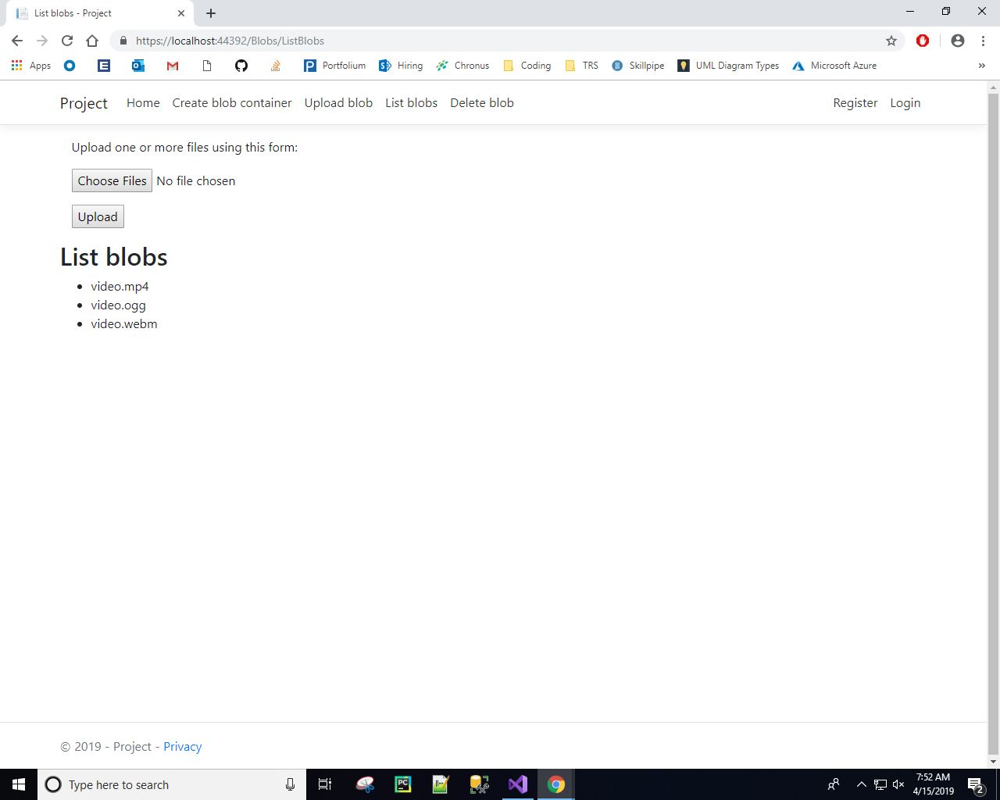 List blobs - Project
https://localhost:44392/Blobs/ListBlobs
Apps Portfolium Hiring Chronus Coding TRS Skillpipe UML Diagram Types Microsoft Azure »
Project Home Create blob container Upload blob List blobs Delete blob Register Login
Upload one or more files using this form:
Choose Files No file chosen
Upload
List blobs
• video.mp4
• video.ogg
• video.webm
© 2019 - Project - Privacy
Type here to search
7:52 AM
4/15/2019
2